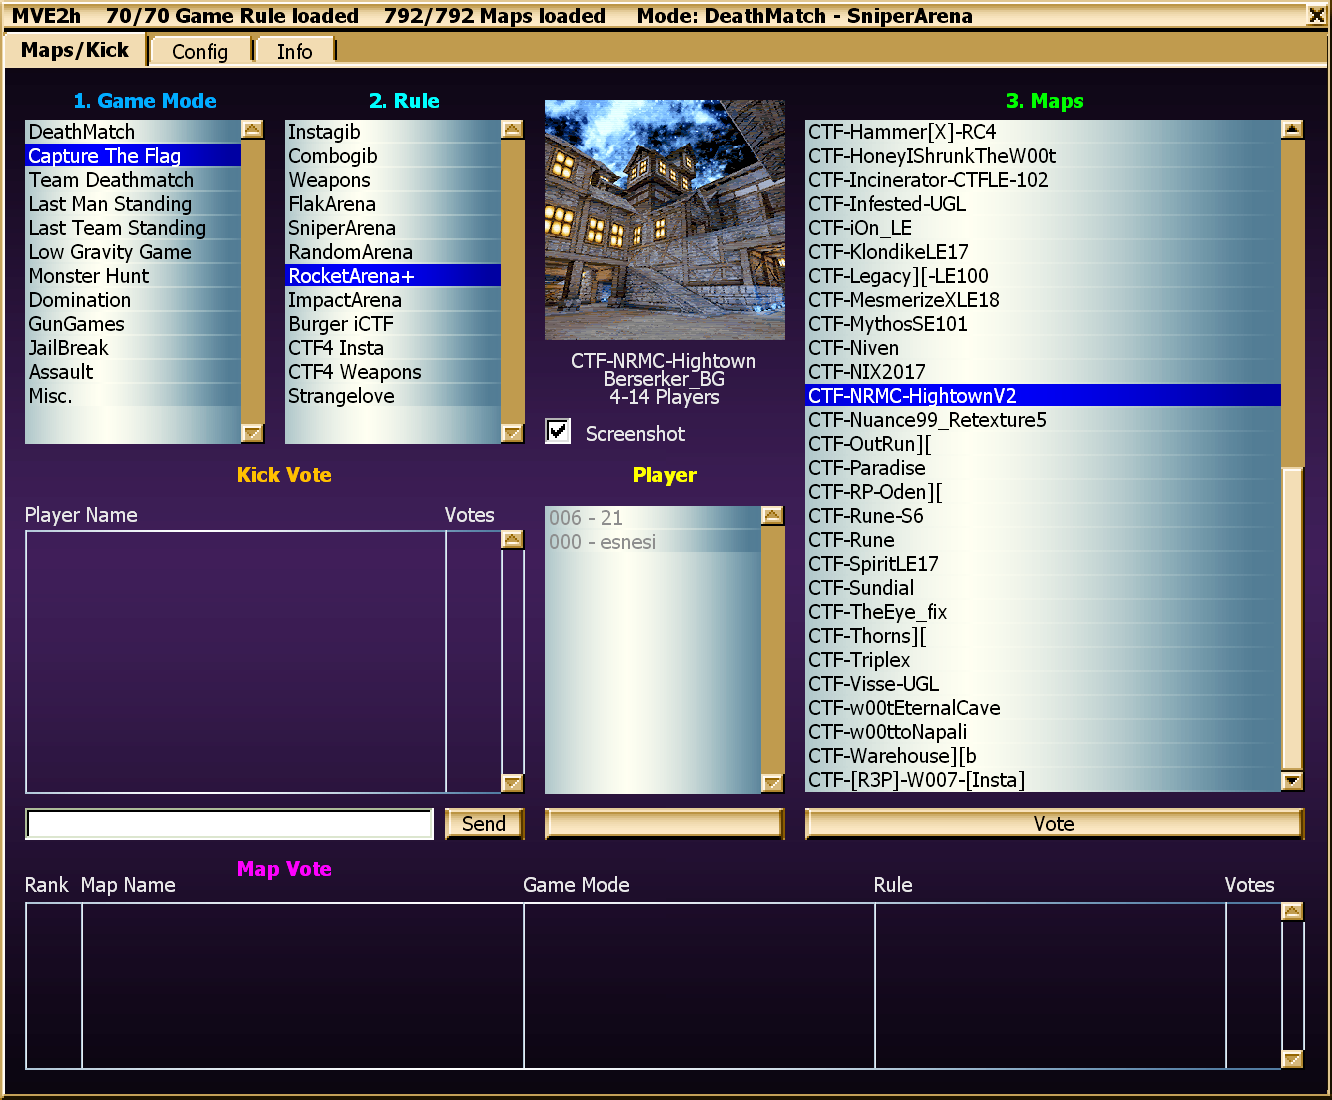 MVE2h 70/70 Game Rule loaded 792/792 Maps loaded Mode: DeathMatch - SniperArena
Maps/Kick Config Info
1. Game Mode
DeathMatch
Capture The Flag
Team Deathmatch
Last Man Standing
Last Team Standing
Low Gravity Game
Monster Hunt
Domination
GunGames
JailBreak
Assault
Misc.
2. Rule
Instagib
Combogib
Weapons
FlakArena
SniperArena
RandomArena
RocketArena+
ImpactArena
Burger iCTF
CTF4 Insta
CTF4 Weapons
Strangelove
CTF-NRMC-Hightown
Berserker_BG
4-14 Players
Screenshot
3. Maps
CTF-Hammer[X]-RC4
CTF-HoneyIShrunkTheW00t
CTF-Incinerator-CTFLE-102
CTF-Infested-UGL
CTF-iOn_LE
CTF-KlondikeLE17
CTF-Legacy][-LE100
CTF-MesmerizeXLE18
CTF-MythosSE101
CTF-Niven
CTF-NIX2017
CTF-NRMC-HightownV2
CTF-Nuance99_Retexture5
CTF-OutRun][
CTF-Paradise
CTF-RP-Oden][
CTF-Rune-S6
CTF-Rune
CTF-SpiritLE17
CTF-Sundial
CTF-TheEye_fix
CTF-Thorns][
CTF-Triplex
CTF-Visse-UGL
CTF-w00tEternalCave
CTF-w00ttoNapali
CTF-Warehouse][b
CTF-[R3P]-W007-[Insta]
Vote
Kick Vote
Player Name Votes
Send
Player
006 - 21
000 - esnesi
Map Vote
Rank Map Name Game Mode Rule Votes